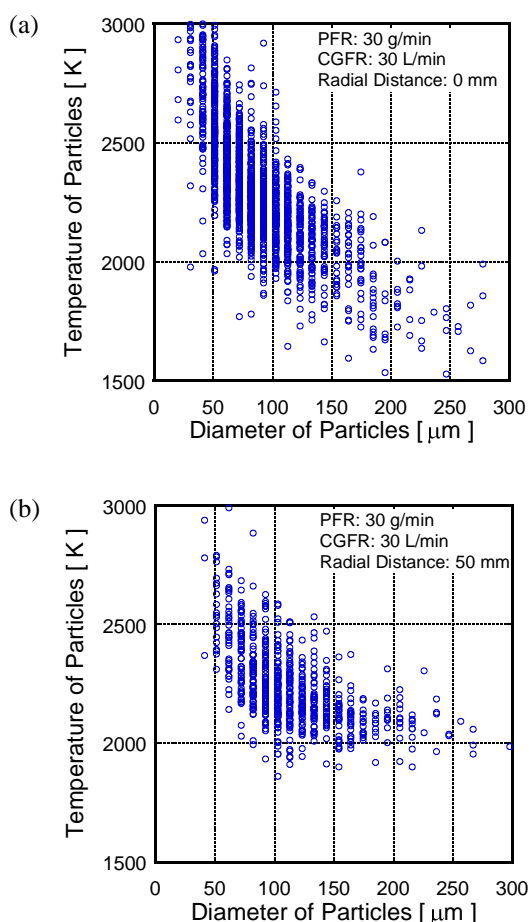 (a)
3000
2500
2000
1500
Temperature of Particles [ K ]
PFR: 30 g/min
CGFR: 30 L/min
Radial Distance: 0 mm
0 50 100 150 200 250 300
Diameter of Particles [ μm ]
(b)
3000
2500
2000
1500
Temperature of Particles [ K ]
PFR: 30 g/min
CGFR: 30 L/min
Radial Distance: 50 mm
0 50 100 150 200 250 300
Diameter of Particles [ μm ]